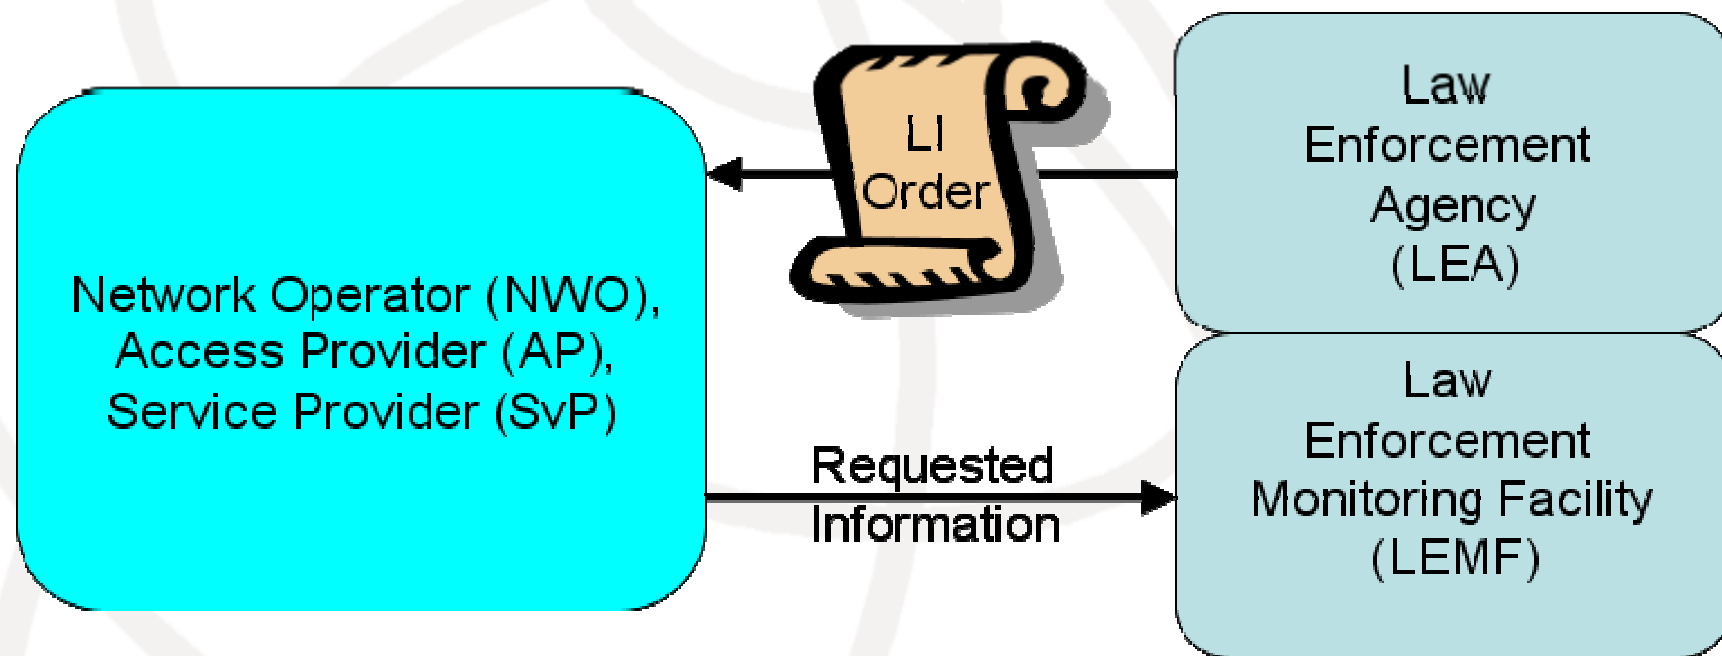 Network Operator (NWO),
Access Provider (AP),
Service Provider (SvP)
LI
Order
Law
Enforcement
Agency
(LEA)
Requested
Information
Law
Enforcement
Monitoring Facility
(LEMF)